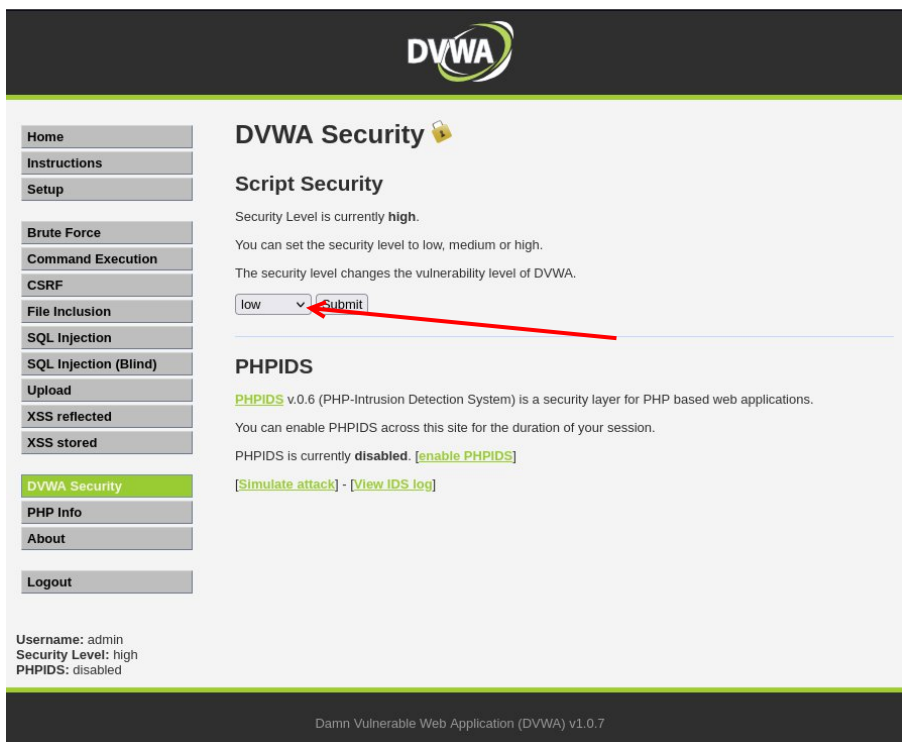 DVWA
Home
Instructions
Setup
Brute Force
Command Execution
CSRF
File Inclusion
SQL Injection
SQL Injection (Blind)
Upload
XSS reflected
XSS stored
DVWA Security
PHP Info
About
Logout
DVWA Security
Script Security
Security Level is currently high.
You can set the security level to low, medium or high.
The security level changes the vulnerability level of DVWA.
low Submit
PHPIDS
PHPIDS v.0.6 (PHP-Intrusion Detection System) is a security layer for PHP based web applications.
You can enable PHPIDS across this site for the duration of your session.
PHPIDS is currently disabled. [enable PHPIDS]
[Simulate attack] - [View IDS log]
Username: admin
Security Level: high
PHPIDS: disabled
Damn Vulnerable Web Application (DVWA) v1.0.7